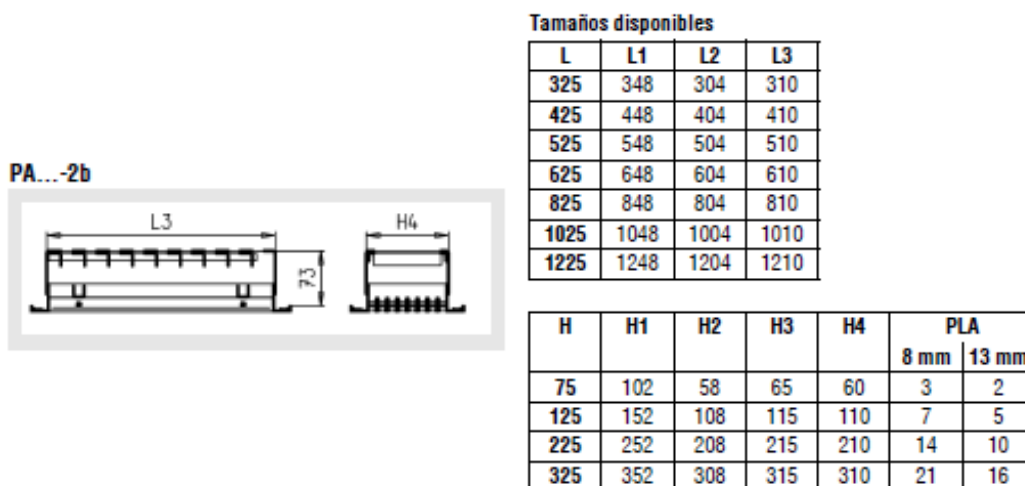 Tamaños disponibles
L L1 L2 L3
325 348 304 310
425 448 404 410
525 548 504 510
625 648 604 610
825 848 804 810
1025 1048 1004 1010
1225 1248 1204 1210
PA...-2b
L3 H4
73
H H1 H2 H3 H4 PLA
8 mm 13 mm
75 102 58 65 60 3 2
125 152 108 115 110 7 5
225 252 208 215 210 14 10
325 352 308 315 310 21 16